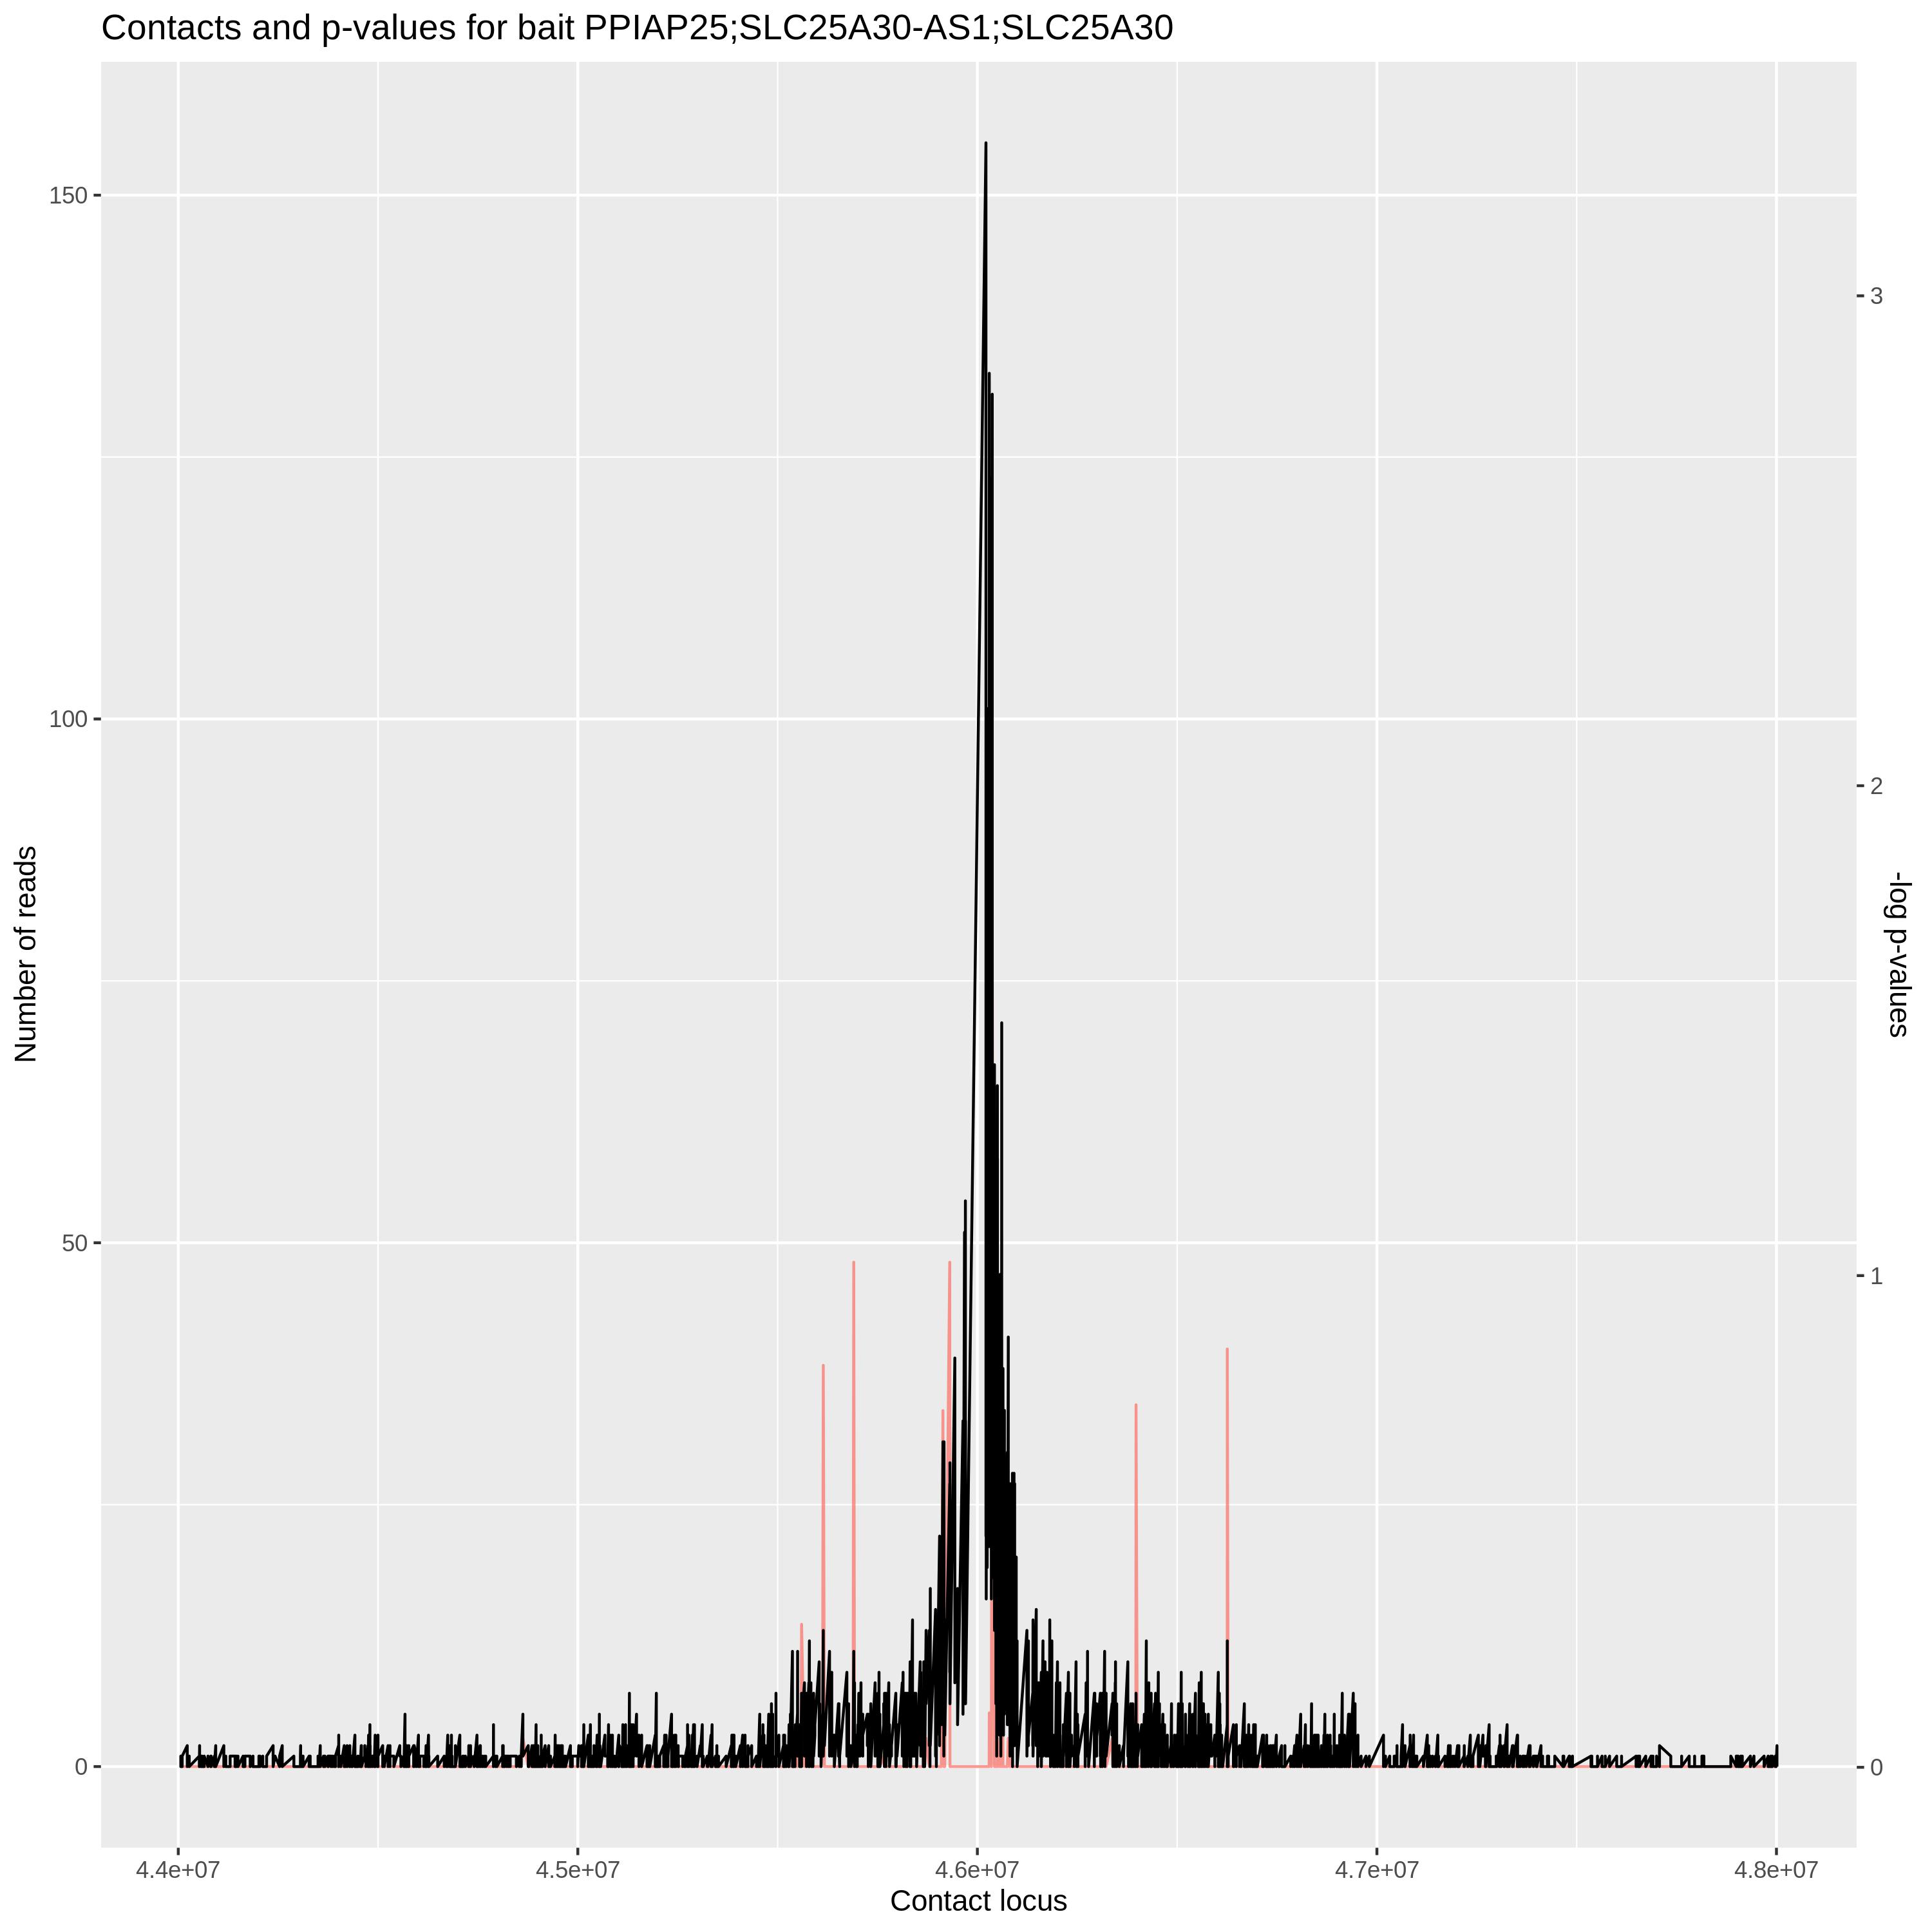 Contacts and p-values for bait PPIAP25;SLC25A30-AS1;SLC25A30
150
100
50
0
Number of reads
3
2
1
0
-log p-values
4.4e+07 4.5e+07 4.6e+07 4.7e+07 4.8e+07
Contact locus